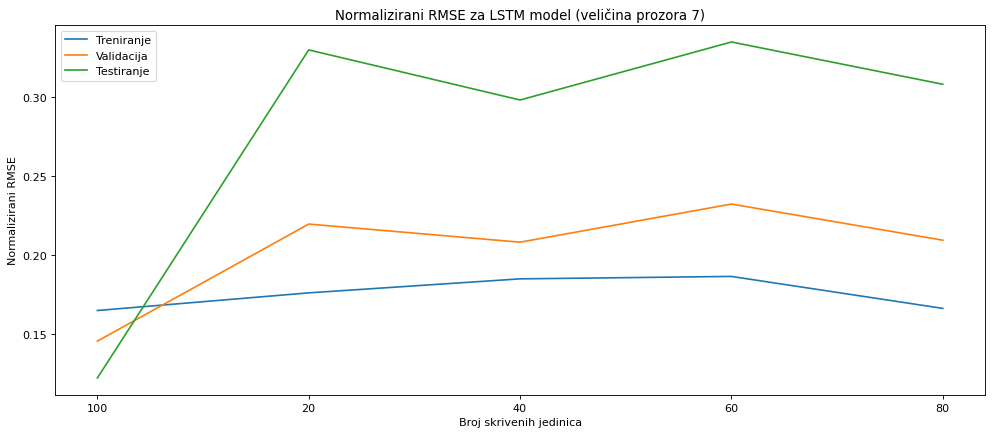 Normalizirani RMSE za LSTM model (veličina prozora 7)
Treniranje
Validacija
Testiranje
Normalizirani RMSE
0.30
0.25
0.20
0.15
100 20 40 60 80
Broj skrivenih jedinica